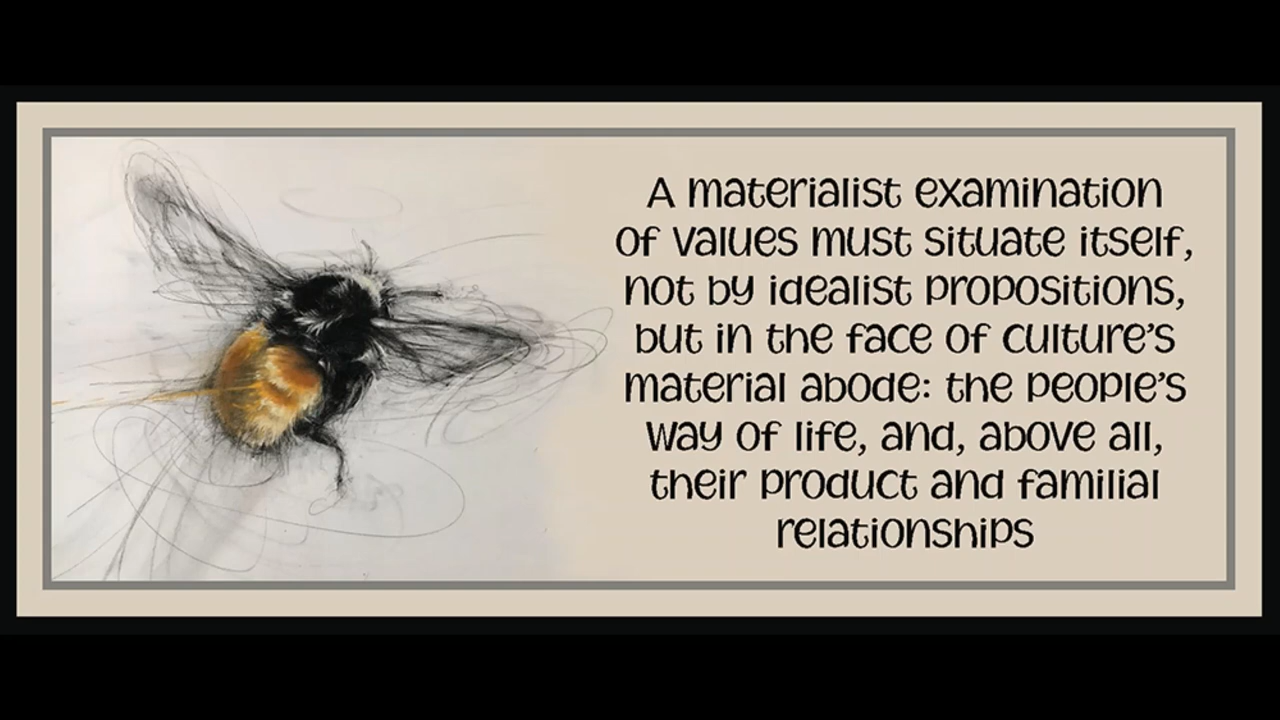 A materialist examination
of values must situate itself,
not by idealist propositions,
but in the face of culture's
material abode: the people's
way of life, and, above all,
their product and familial
relationships